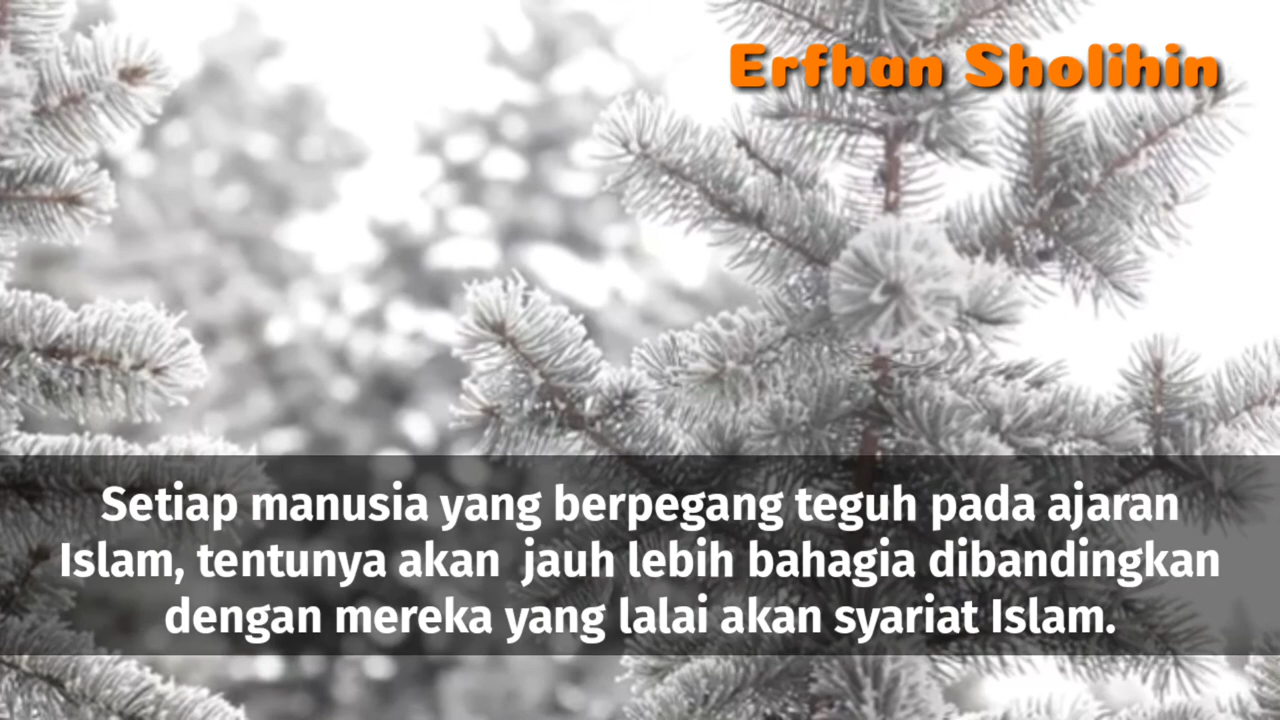 Erfhan Sholihin
Setiap manusia yang berpegang teguh pada ajaran
Islam, tentunya akan  jauh lebih bahagia dibandingkan
dengan mereka yang lalai akan syariat Islam.